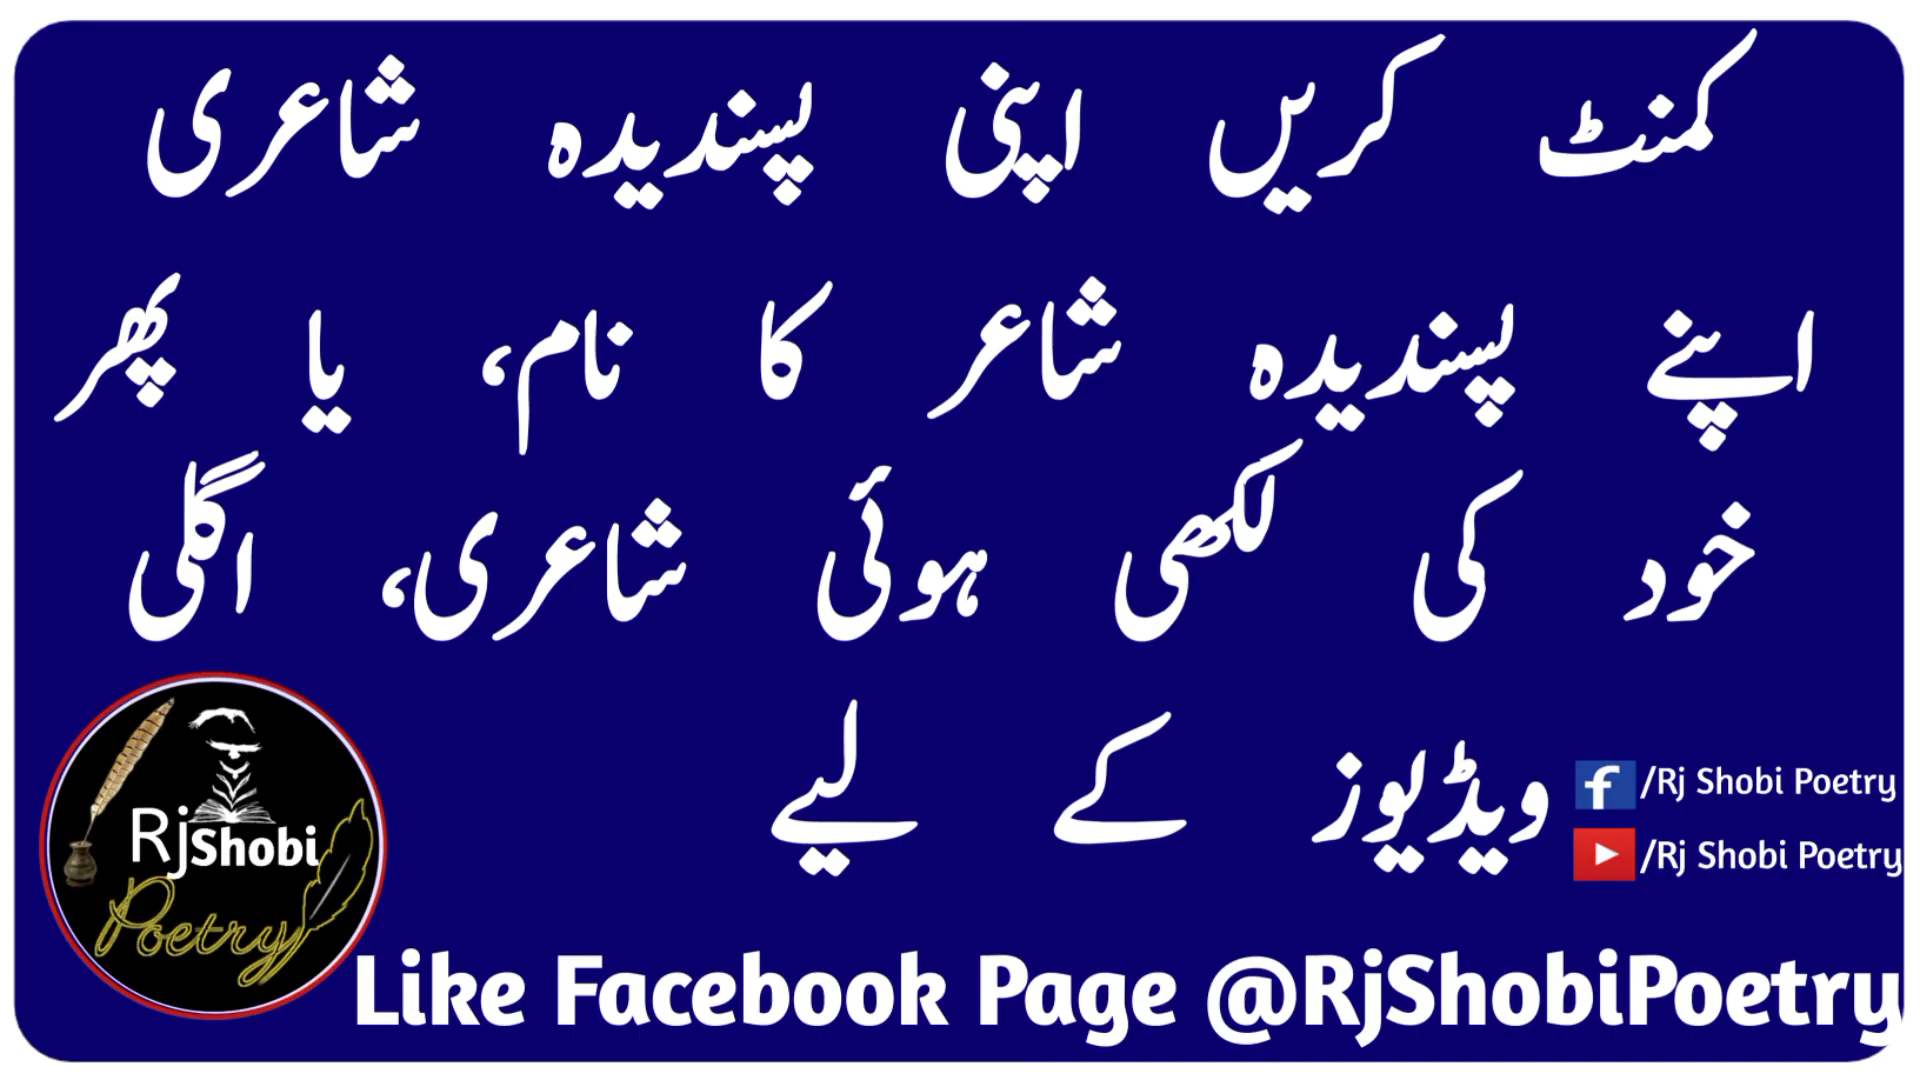 کمنٹ کریں اپنی پسندیدہ شاعری
اپنے پسندیدہ شاعر کا نام، یا پھر
خود کی لکھی ہوئی شاعری، اگلی
ویڈیوز کے لیے
/Rj Shobi Poetry
/Rj Shobi Poetry
RjShobi
Poetry
Like Facebook Page @RjShobiPoetry